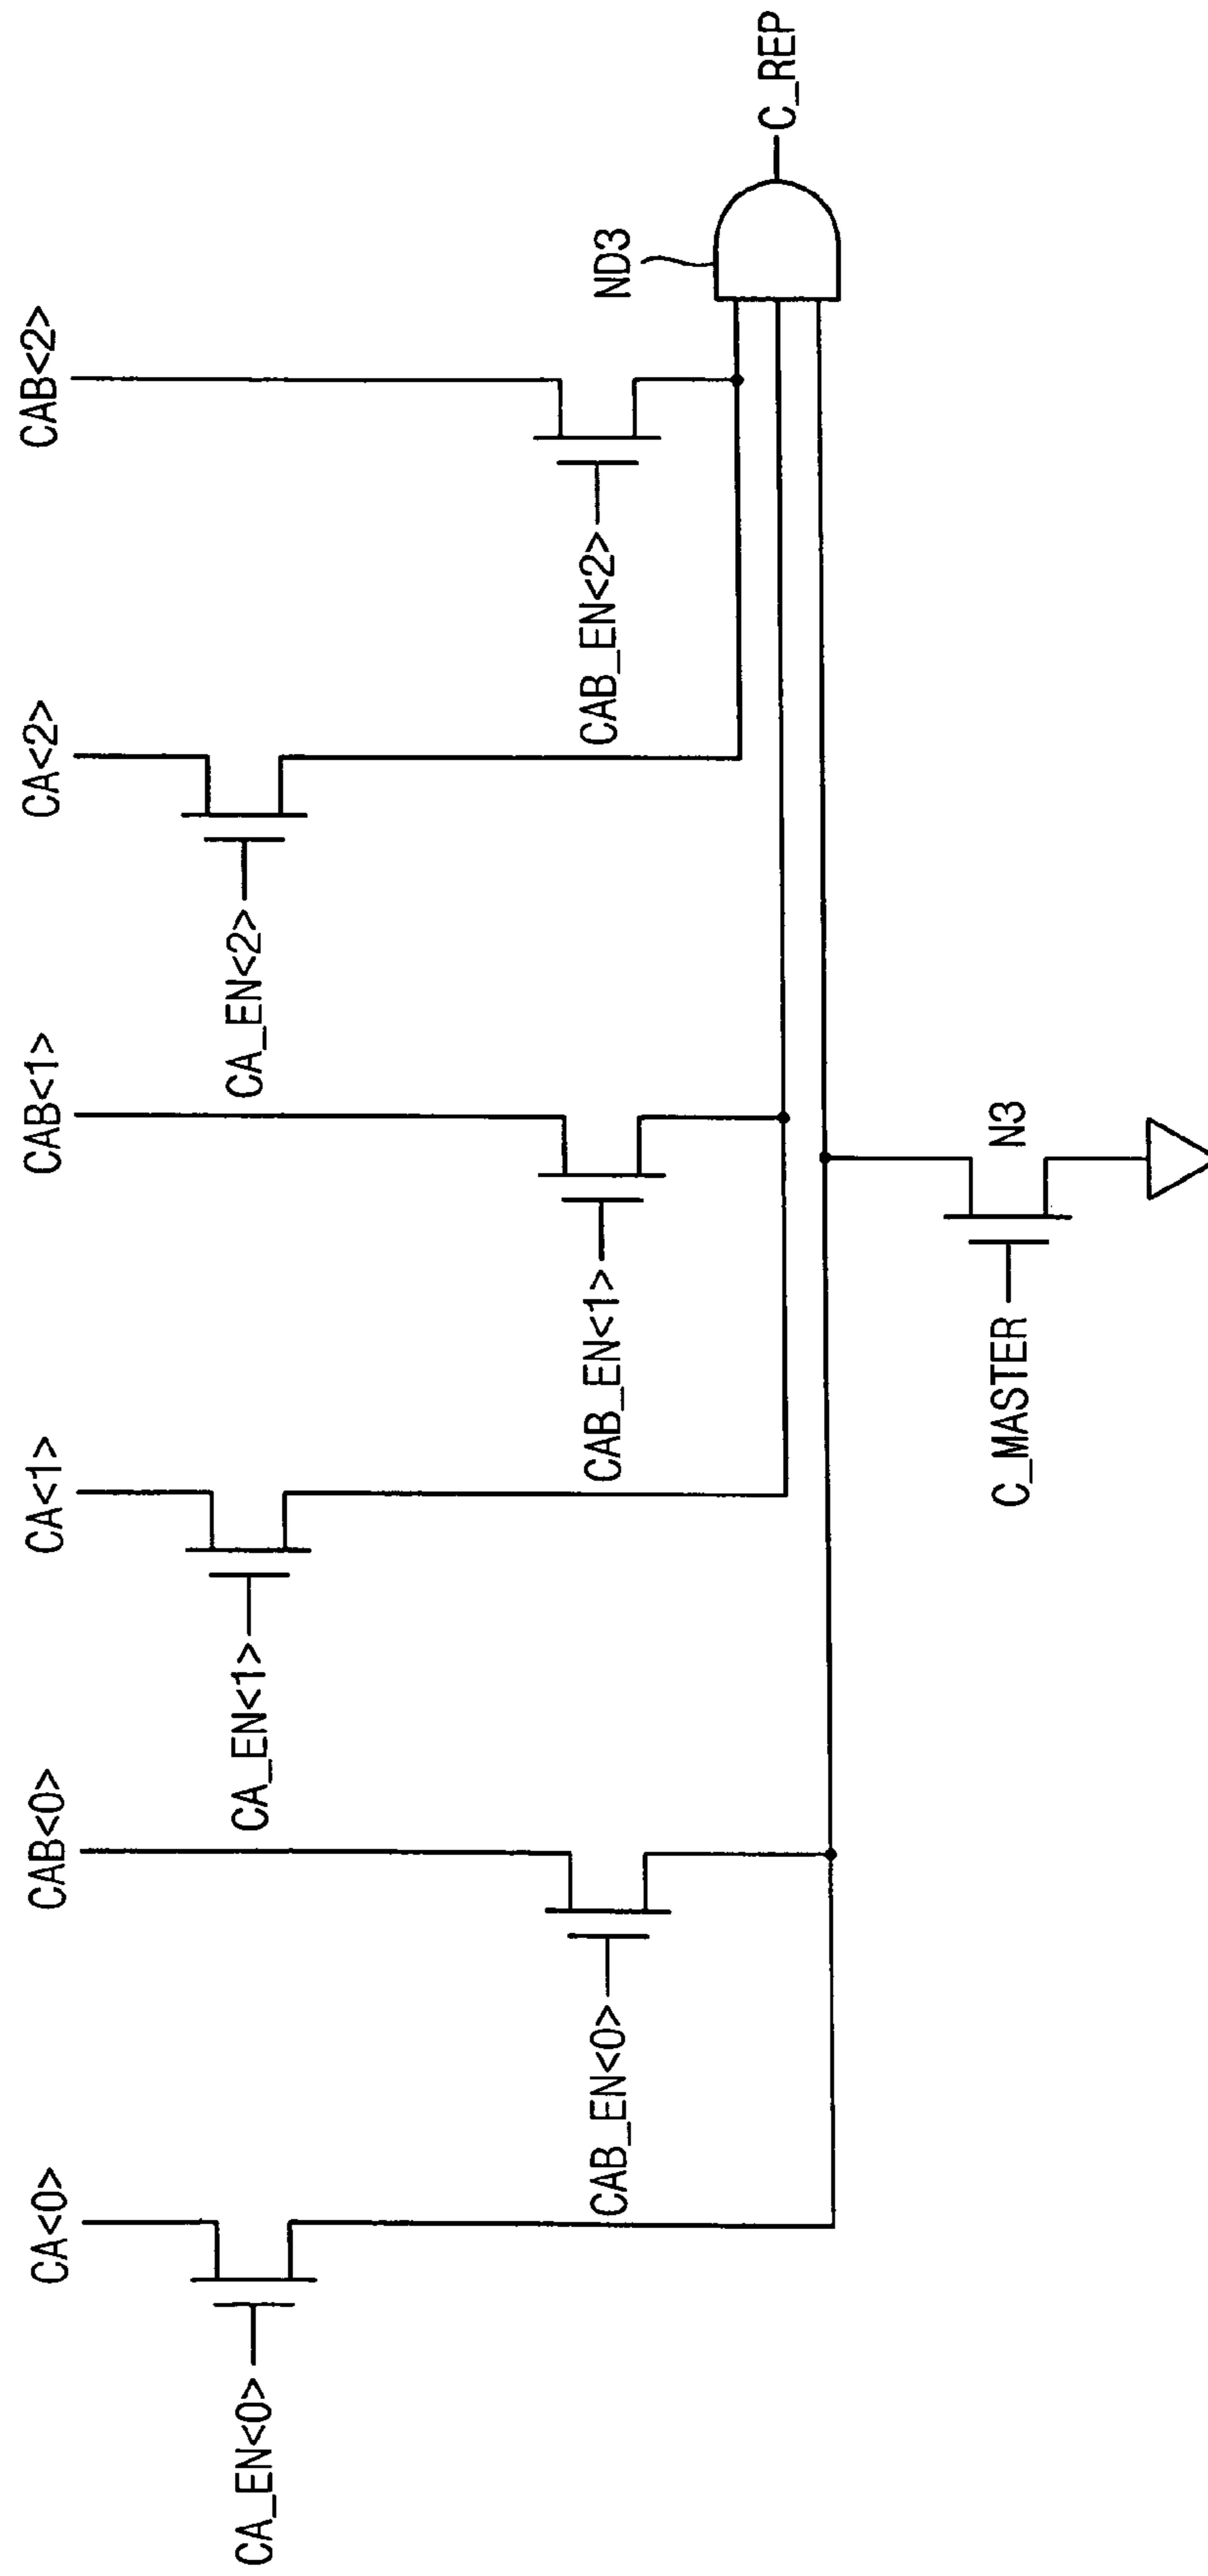 CA<0>
CAB<0>
CA<1>
CAB<1>
CA<2>
CAB<2>
CA_EN<0>
CA_EN<1>
CA_EN<2>
CAB_EN<0>
CAB_EN<1>
CAB_EN<2>
ND3
C_REP
C_MASTER
N3